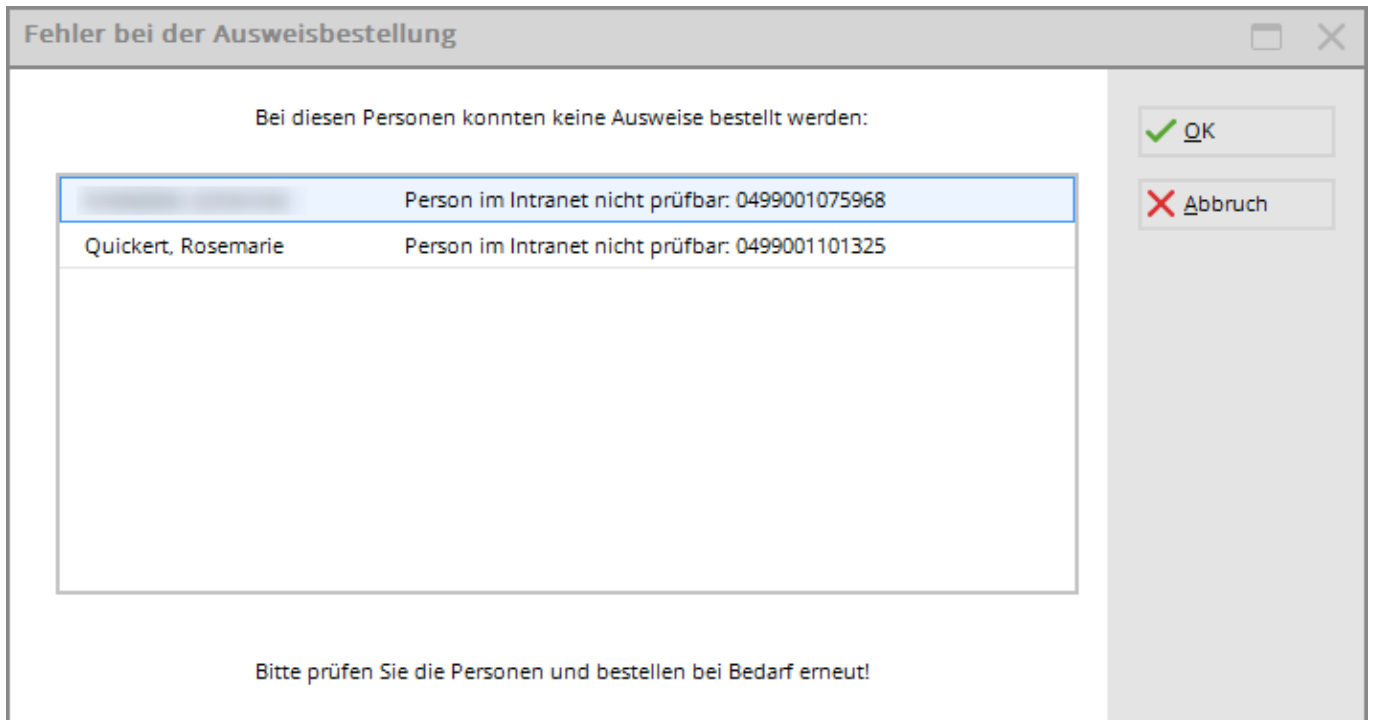 Fehler bei der Ausweisbestellung
Bei diesen Personen konnten keine Ausweise bestellt werden:
OK
Person im Intranet nicht prüfbar: 0499001075968
Abbruch
Quickert, Rosemarie Person im Intranet nicht prüfbar: 0499001101325
Bitte prüfen Sie die Personen und bestellen bei Bedarf erneut!